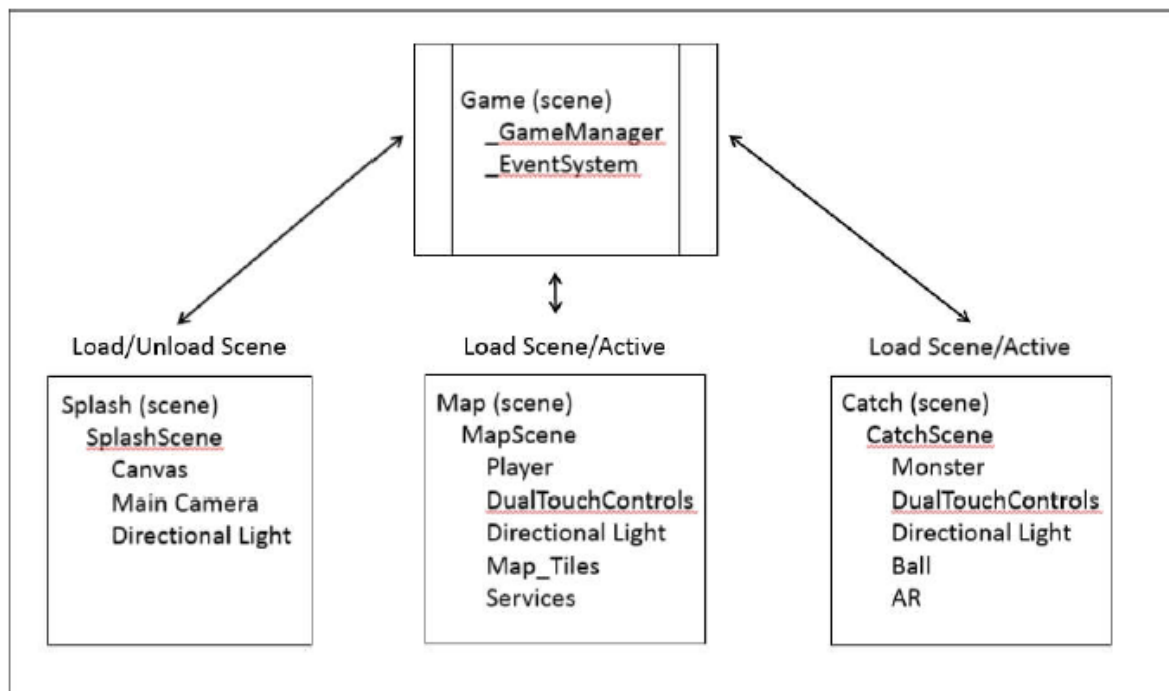 Game (scene)
_GameManager
_EventSystem
Load/Unload Scene
Splash (scene)
SplashScene
Canvas
Main Camera
Directional Light
Load Scene/Active
Map (scene)
MapScene
Player
DualTouchControls
Directional Light
Map_Tiles
Services
Load Scene/Active
Catch (scene)
CatchScene
Monster
DualTouchControls
Directional Light
Ball
AR